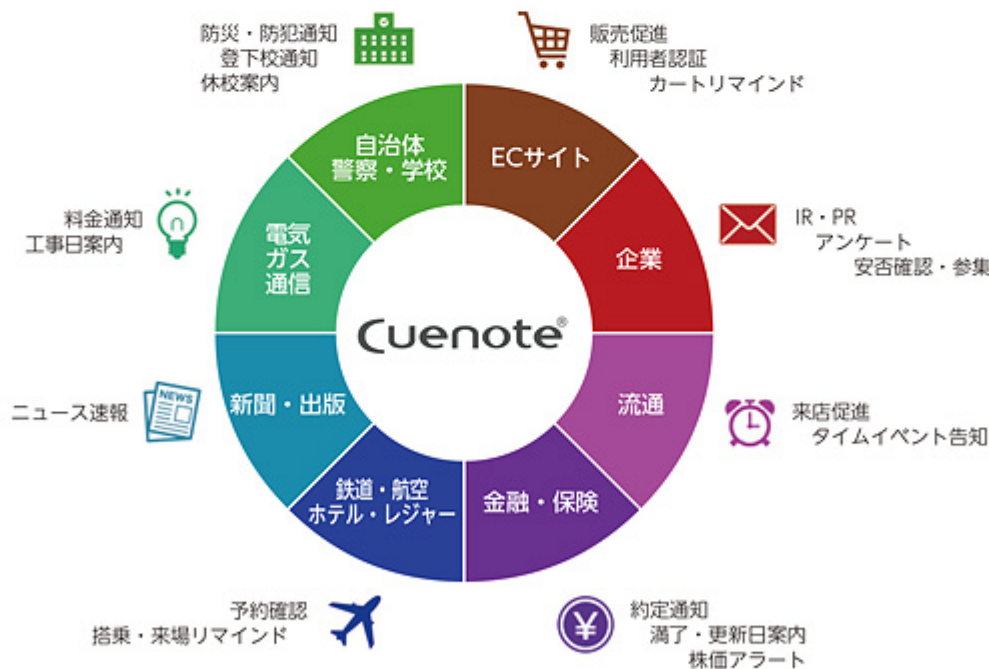 防災・防犯通知
登下校通知
休校案内
販売促進
利用者認証
カートリマインド
自治体
警察・学校
ECサイト
料金通知
工事日案内
電気
ガス
通信
企業
IR・PR
アンケート
安否確認・参集
Cuenote®
ニュース速報
NEWS
新聞・出版
流通
来店促進
タイムイベント告知
鉄道・航空
ホテル・レジャー
金融・保険
予約確認
搭乗・来場リマインド
¥
約定通知
満了・更新日案内
株価アラート